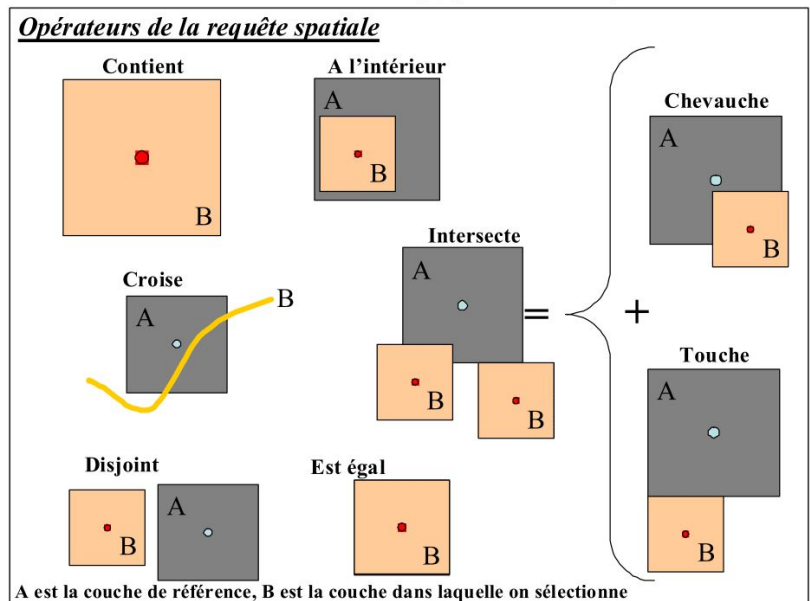 Opérateurs de la requête spatiale
Contient
B
A l’intérieur
A
B
Chevauche
A
B
Croise
A
B
Intersecte
A
B
B
=
+
Touche
A
B
Disjoint
B
A
Est égal
B
A est la couche de référence, B est la couche dans laquelle on sélectionne